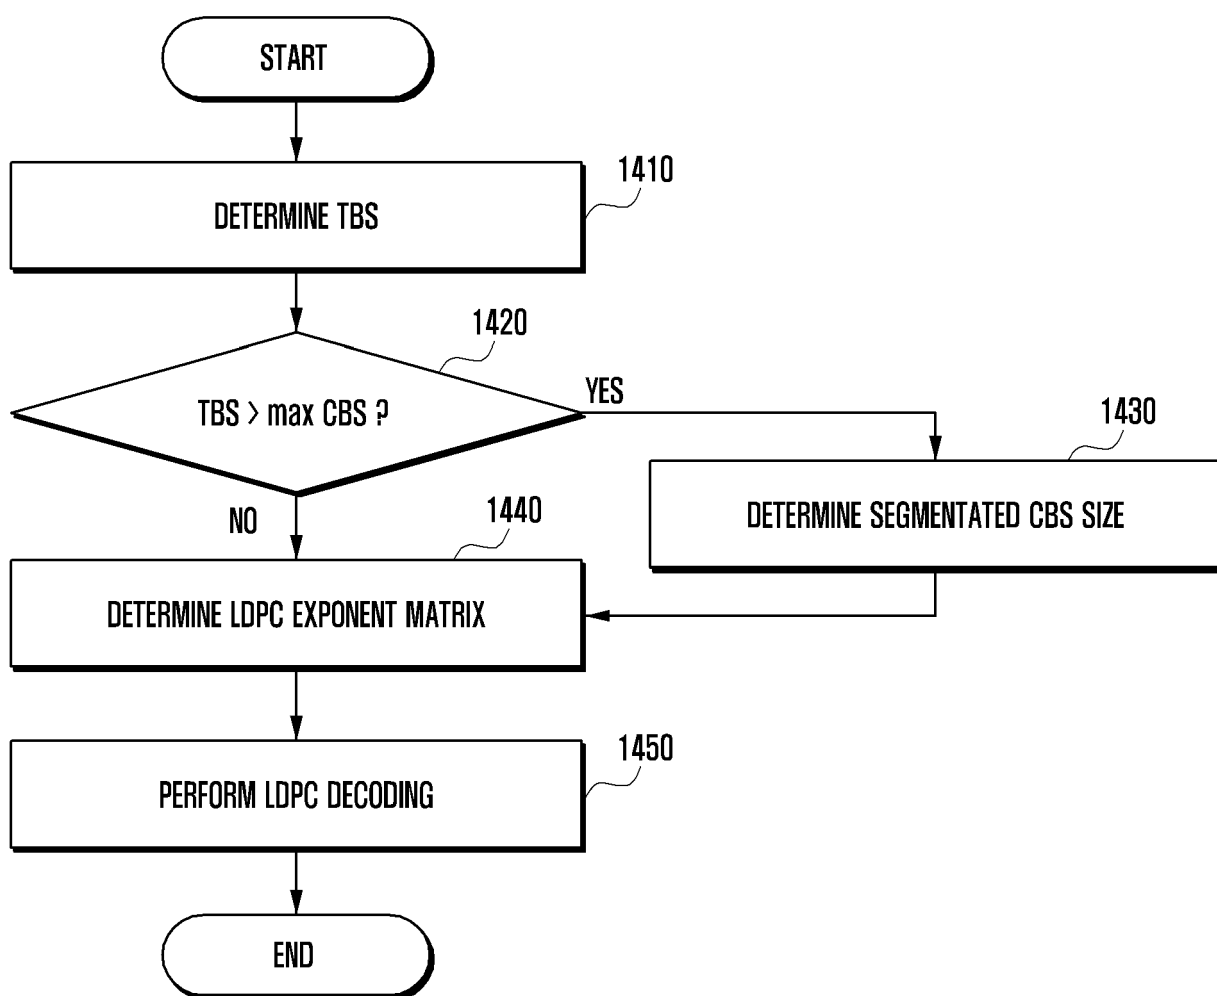 START
1410
DETERMINE TBS
1420
TBS > max CBS ?
YES
1430
DETERMINE SEGMENTATED CBS SIZE
NO
1440
DETERMINE LDPC EXPONENT MATRIX
1450
PERFORM LDPC DECODING
END